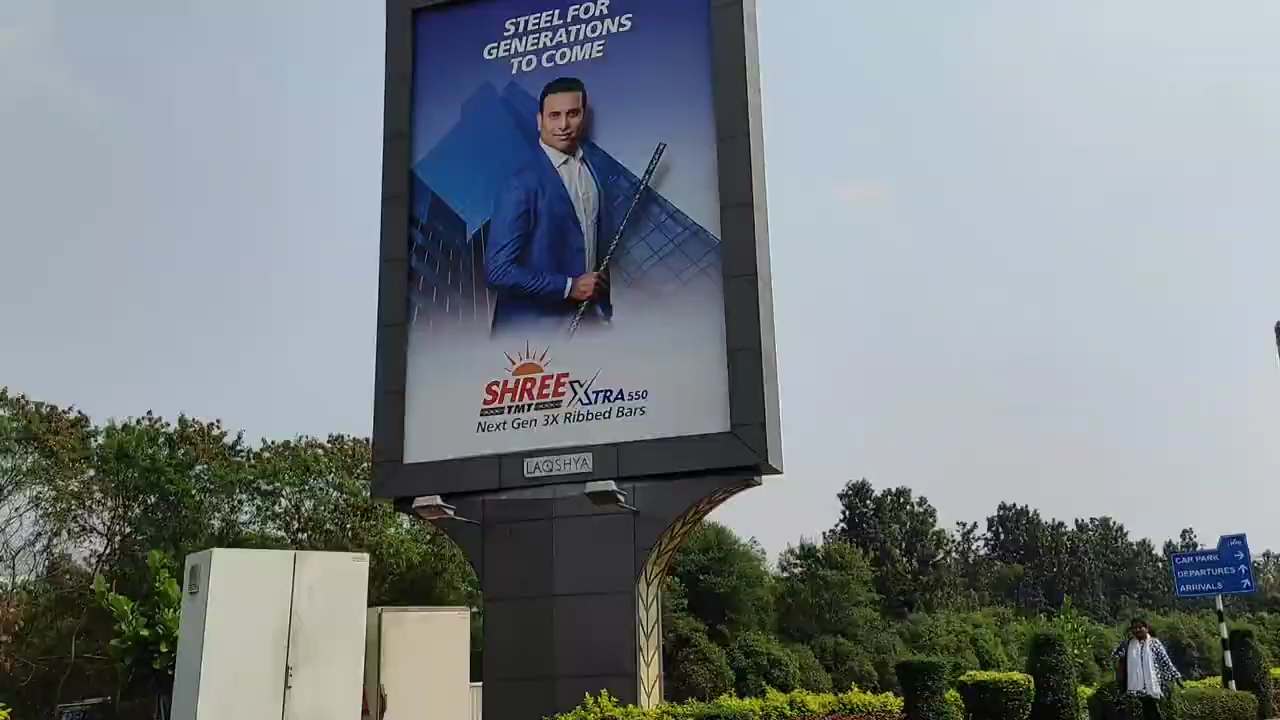 STEEL FOR
GENERATIONS
TO COME
SHREE XTRA 550
TMT
Next Gen 3X Ribbed Bars
LAQSHYA
CAR PARK
DEPARTURES
ARRIVALS